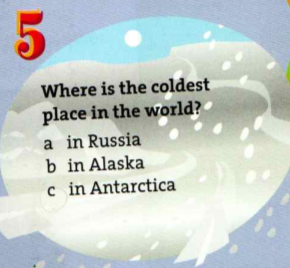 5
Where is the coldest
place in the world?
a in Russia
b in Alaska
c in Antarctica